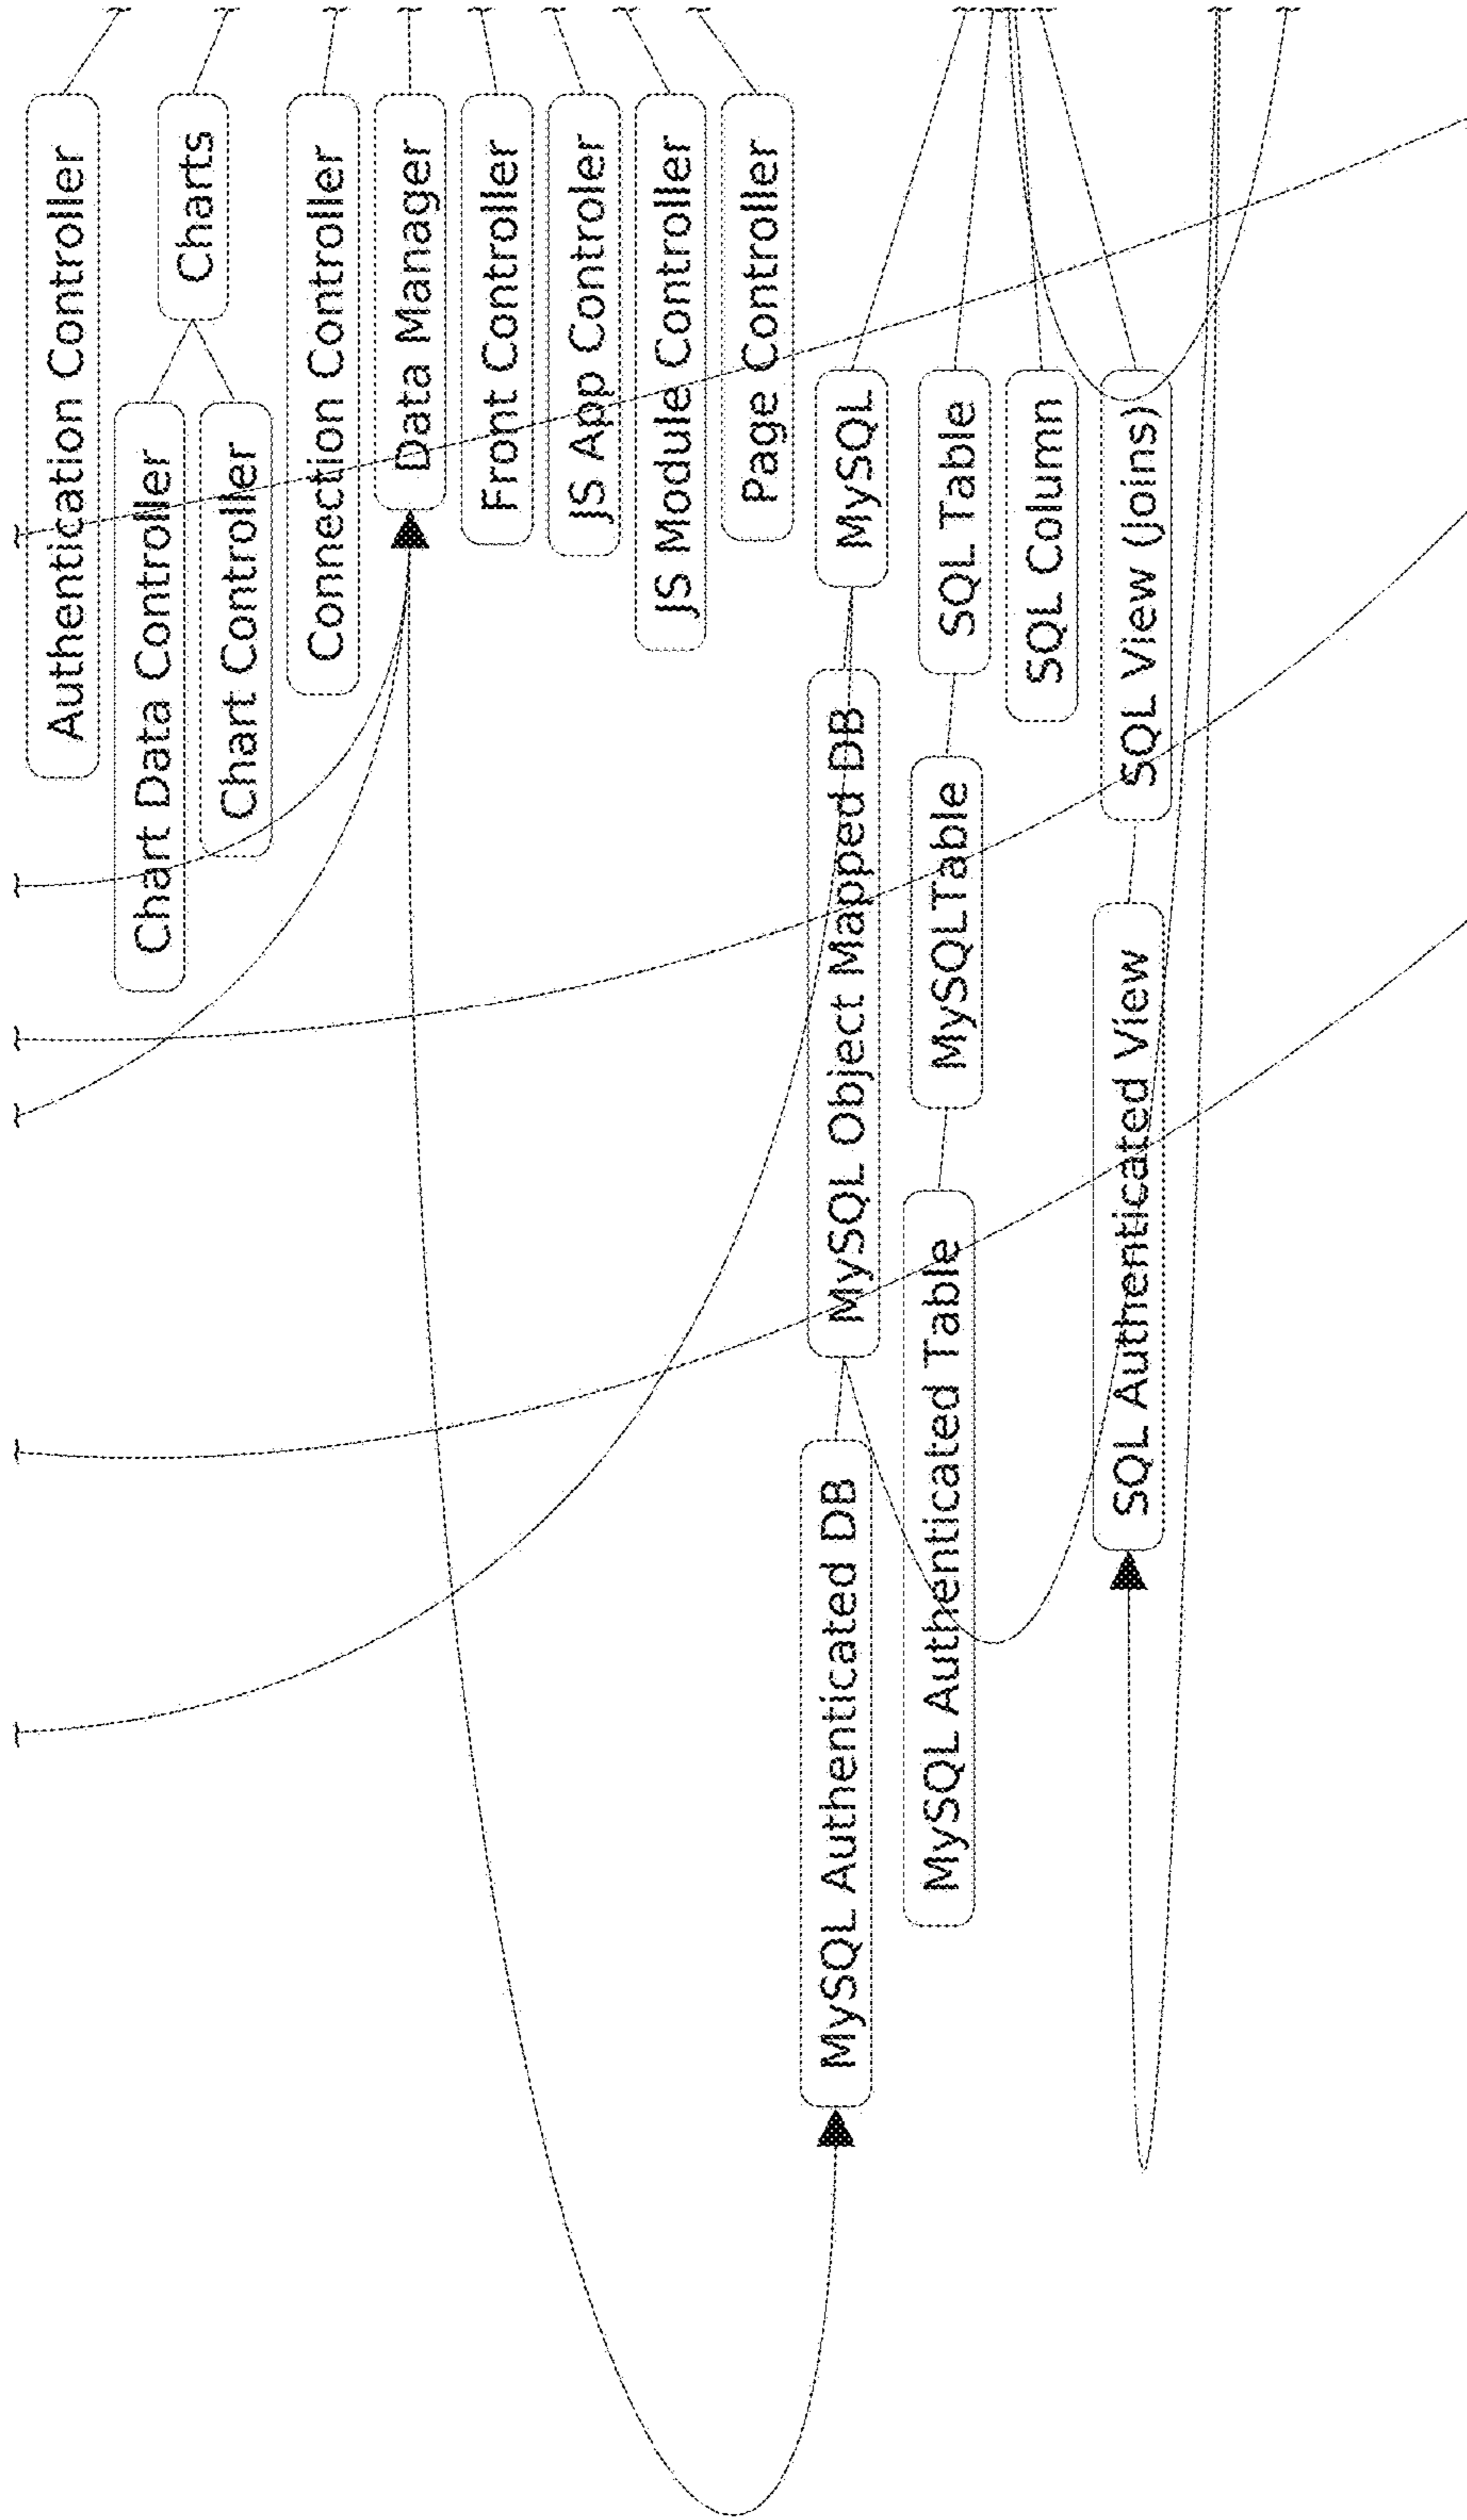 Authentication Controller
Charts
Chart Data Controller
Chart Controller
Connection Controller
Data Manager
Front Controller
JS App Controler
JS Module Controller
Page Controller
MySQL
MySQL Object Mapped DB
MySQL Authenticated DB
SQL Table
MySQLTable
MySQL Authenticated Table
SQL Column
SQL View (Joins)
SQL Authenticated View